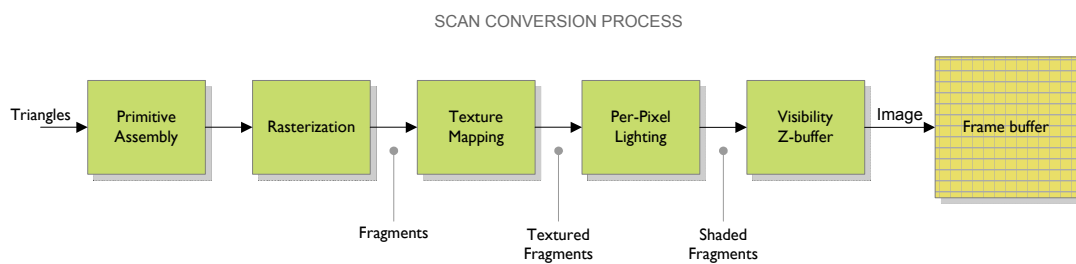 SCAN CONVERSION PROCESS
Triangles
Primitive
Assembly
Rasterization
Texture
Mapping
Per-Pixel
Lighting
Visibility
Z-buffer
Image
Frame buffer
Fragments
Textured
Fragments
Shaded
Fragments